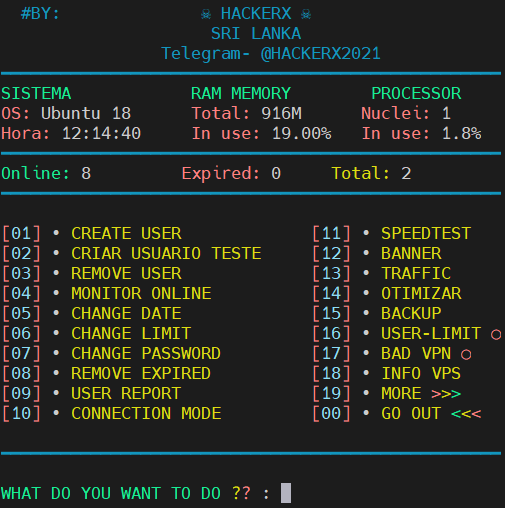 #BY: ☠ HACKERX ☠
SRI LANKA
Telegram- @HACKERX2021
SISTEMA RAM MEMORY PROCESSOR
OS: Ubuntu 18 Total: 916M Nuclei: 1
Hora: 12:14:40 In use: 19.00% In use: 1.8%
Online: 8 Expired: 0 Total: 2
[01] • CREATE USER [11] • SPEEDTEST
[02] • CRIAR USUARIO TESTE [12] • BANNER
[03] • REMOVE USER [13] • TRAFFIC
[04] • MONITOR ONLINE [14] • OTIMIZAR
[05] • CHANGE DATE [15] • BACKUP
[06] • CHANGE LIMIT [16] • USER-LIMIT ○
[07] • CHANGE PASSWORD [17] • BAD VPN ○
[08] • REMOVE EXPIRED [18] • INFO VPS
[09] • USER REPORT [19] • MORE >>>
[10] • CONNECTION MODE [00] • GO OUT <<<
WHAT DO YOU WANT TO DO ?? :